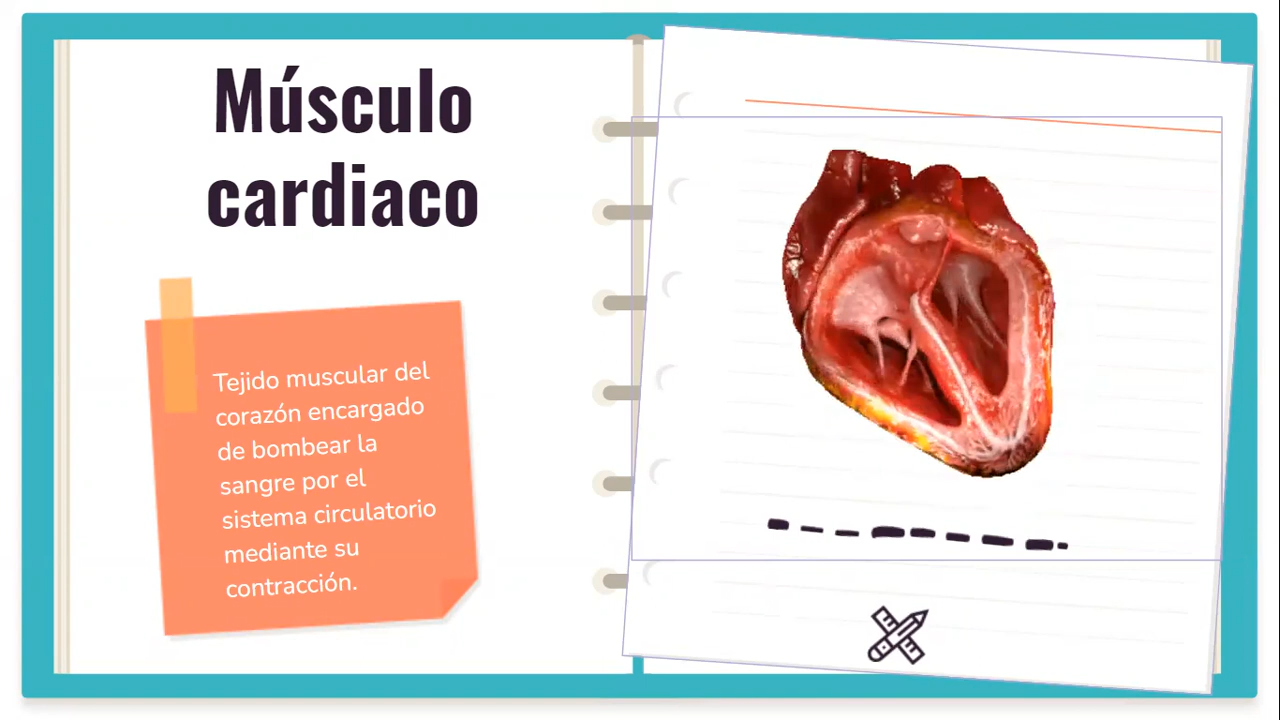 Músculo
cardiaco
Tejido muscular del
corazón encargado
de bombear la
sangre por el
sistema circulatorio
mediante su
contracción.